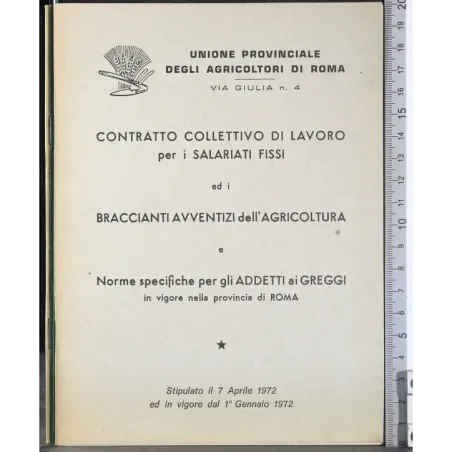 UNIONE PROVINCIALE
DEGLI AGRICOLTORI DI ROMA
VIA GIULIA n. 4
CONTRATTO COLLETTIVO DI LAVORO
per i SALARIATI FISSI
ed i
BRACCIANTI AVVENTIZI dell'AGRICOLTURA
e
Norme specifiche per gli ADDETTI ai GREGGI
in vigore nella provincia di ROMA
Stipulato il 7 Aprile 1972
ed in vigore dal 1° Gennaio 1972